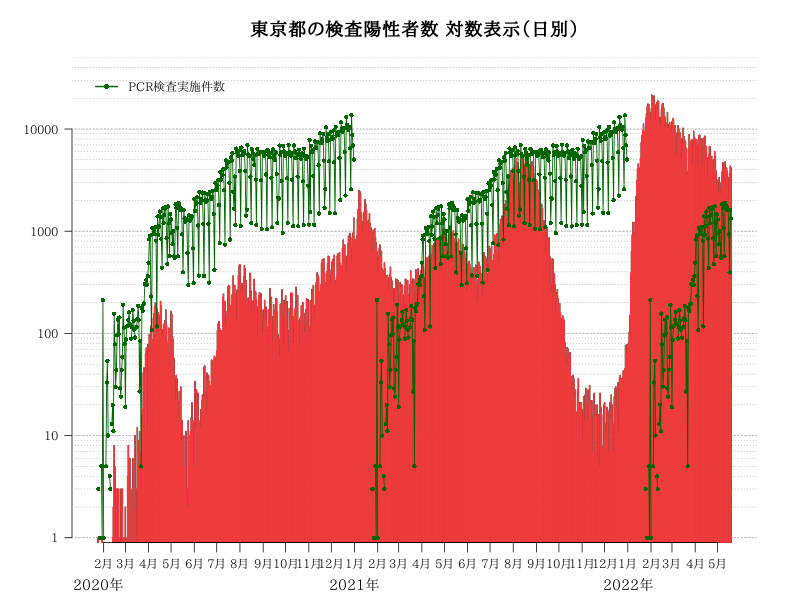 東京都の検査陽性者数 対数表示(日別)
PCR検査実施件数
10000
1000
100
10
1
2月 3月 4月 5月 6月 7月 8月 9月 10月 11月 12月 1月 2月 3月 4月 5月 6月 7月 8月 9月 10月 11月 12月 1月 2月 3月 4月 5月
2020年 2021年 2022年